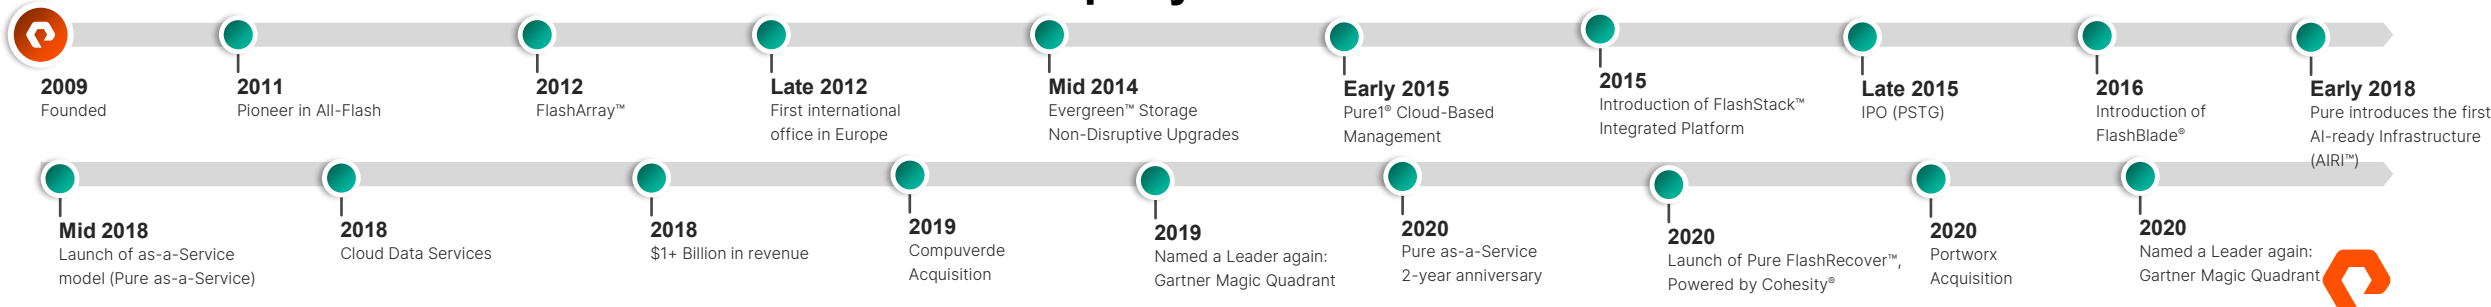 2009
Founded
2011
Pioneer in All-Flash
2012
FlashArray™
Late 2012
First international
office in Europe
Mid 2014
Evergreen™ Storage
Non-Disruptive Upgrades
Early 2015
Pure1® Cloud-Based
Management
2015
Introduction of FlashStack™
Integrated Platform
Late 2015
IPO (PSTG)
2016
Introduction of
FlashBlade®
Early 2018
Pure introduces the first
AI-ready Infrastructure
(AIRI™)
Mid 2018
Launch of as-a-Service
model (Pure as-a-Service)
2018
Cloud Data Services
2018
$1+ Billion in revenue
2019
Compuverde
Acquisition
2019
Named a Leader again:
Gartner Magic Quadrant
2020
Pure as-a-Service
2-year anniversary
2020
Launch of Pure FlashRecover™,
Powered by Cohesity®
2020
Portworx
Acquisition
2020
Named a Leader again:
Gartner Magic Quadrant